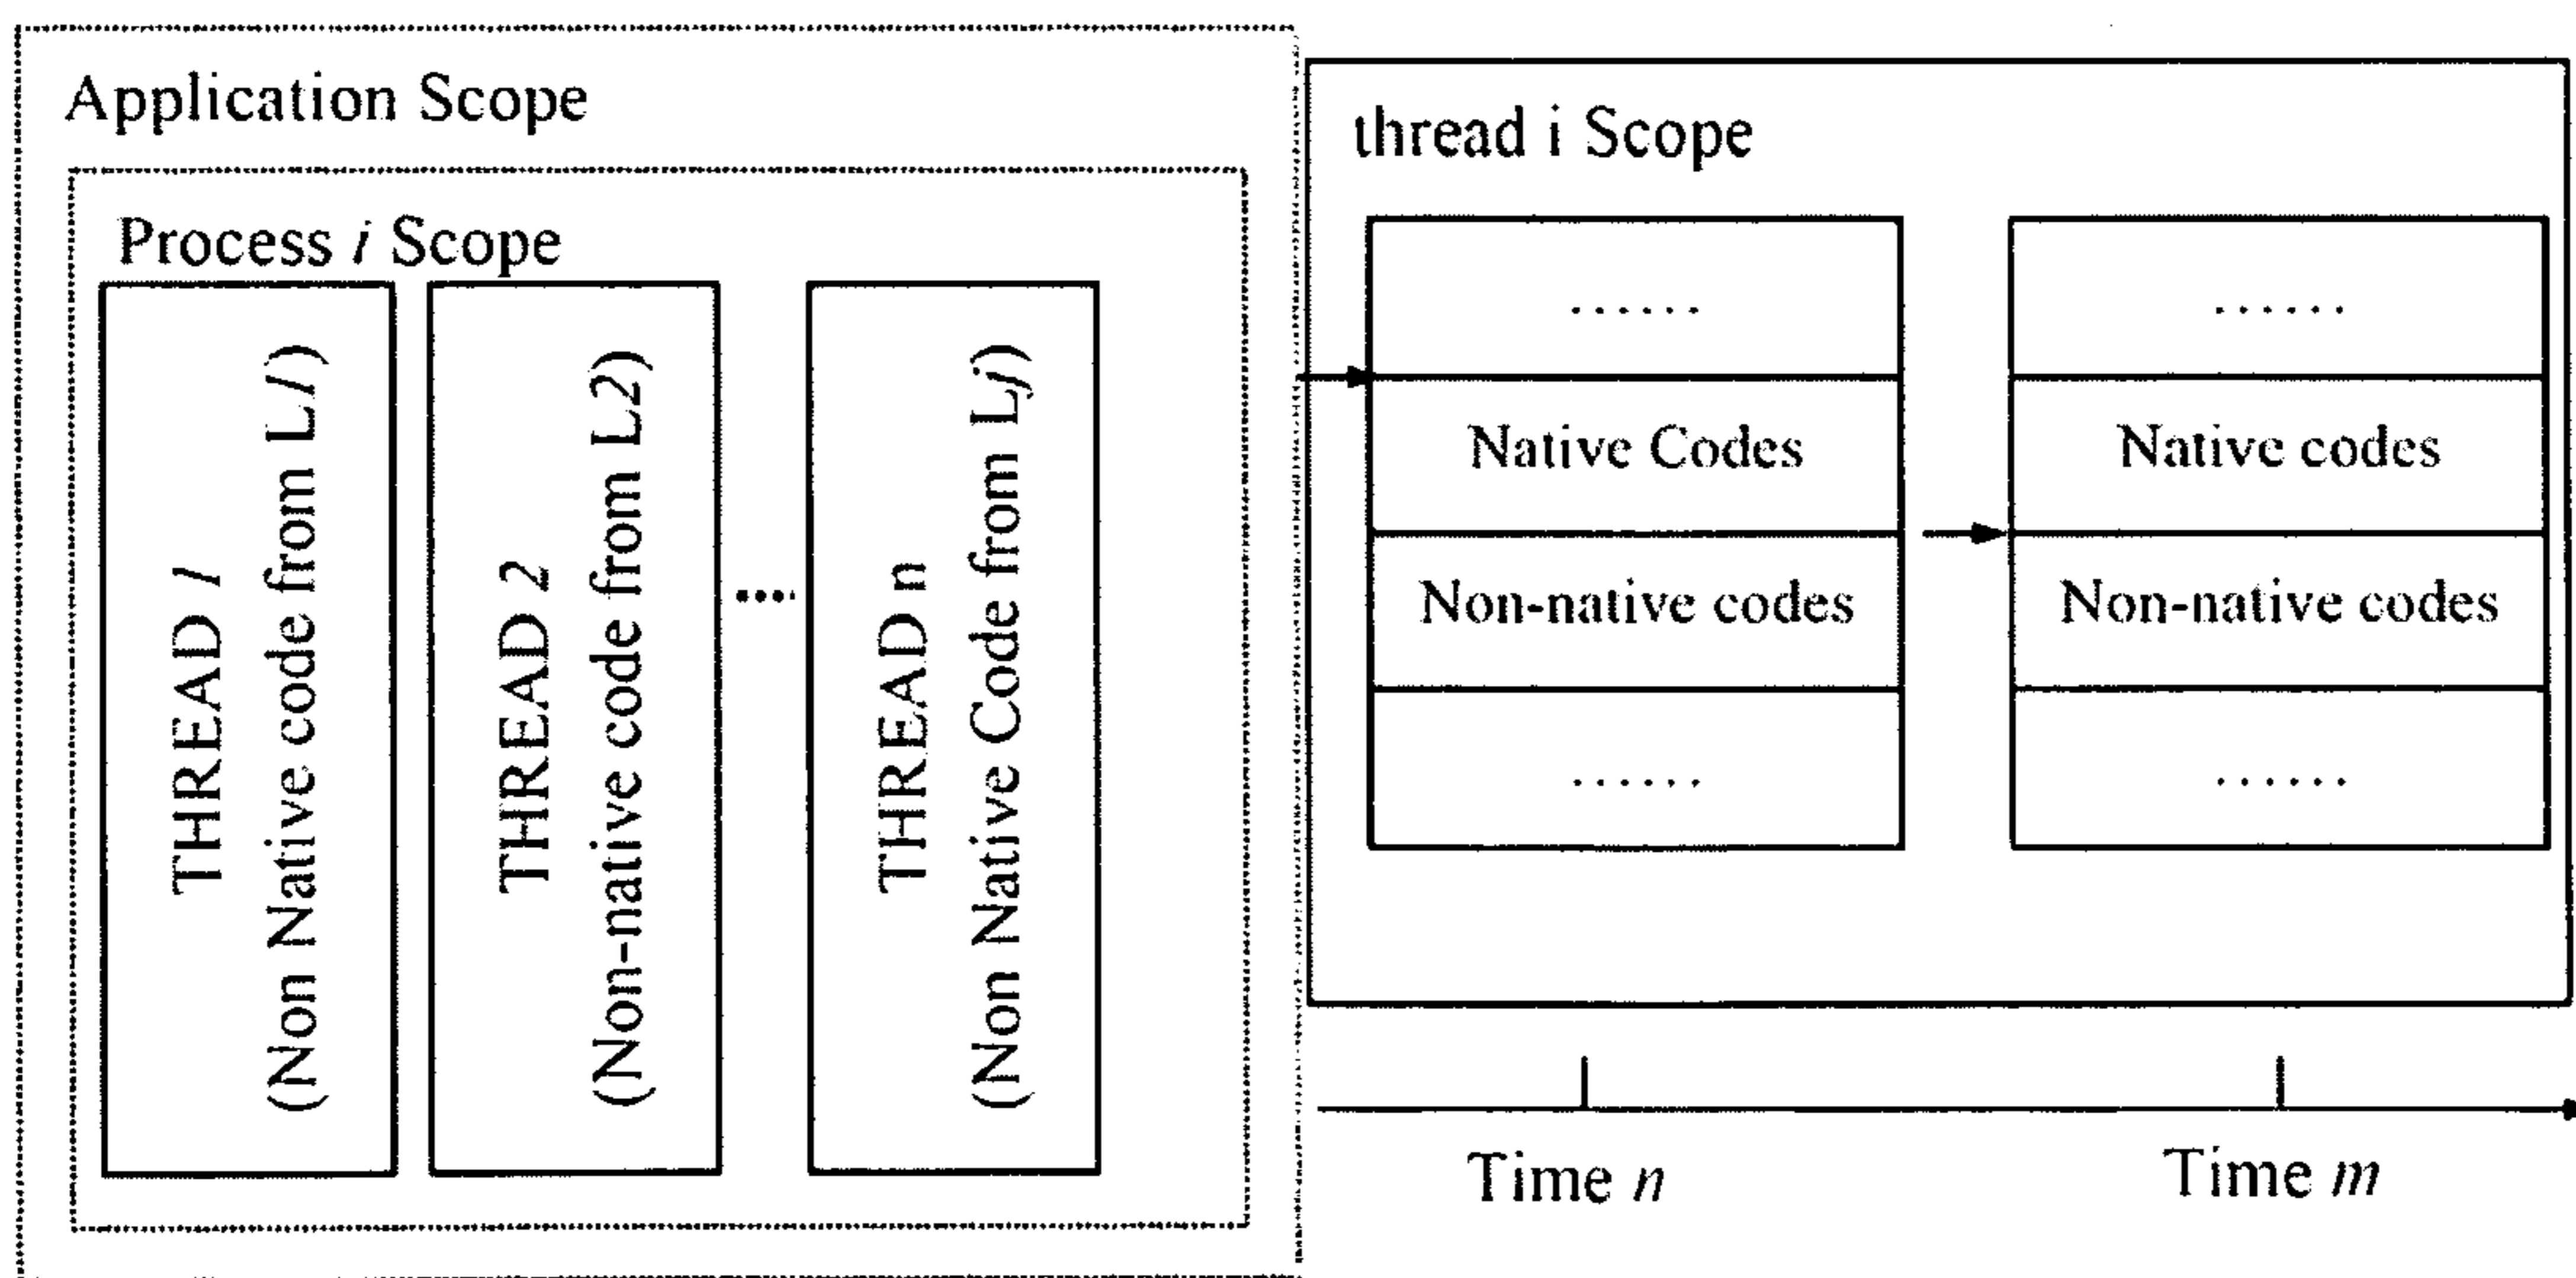 Application Scope
Process i Scope
THREAD 1
(Non Native code from L1)
THREAD 2
(Non-native code from L2)
....
THREAD n
(Non Native Code from Lj)
thread i Scope
......
Native Codes
Non-native codes
......
......
Native codes
Non-native codes
......
Time n
Time m